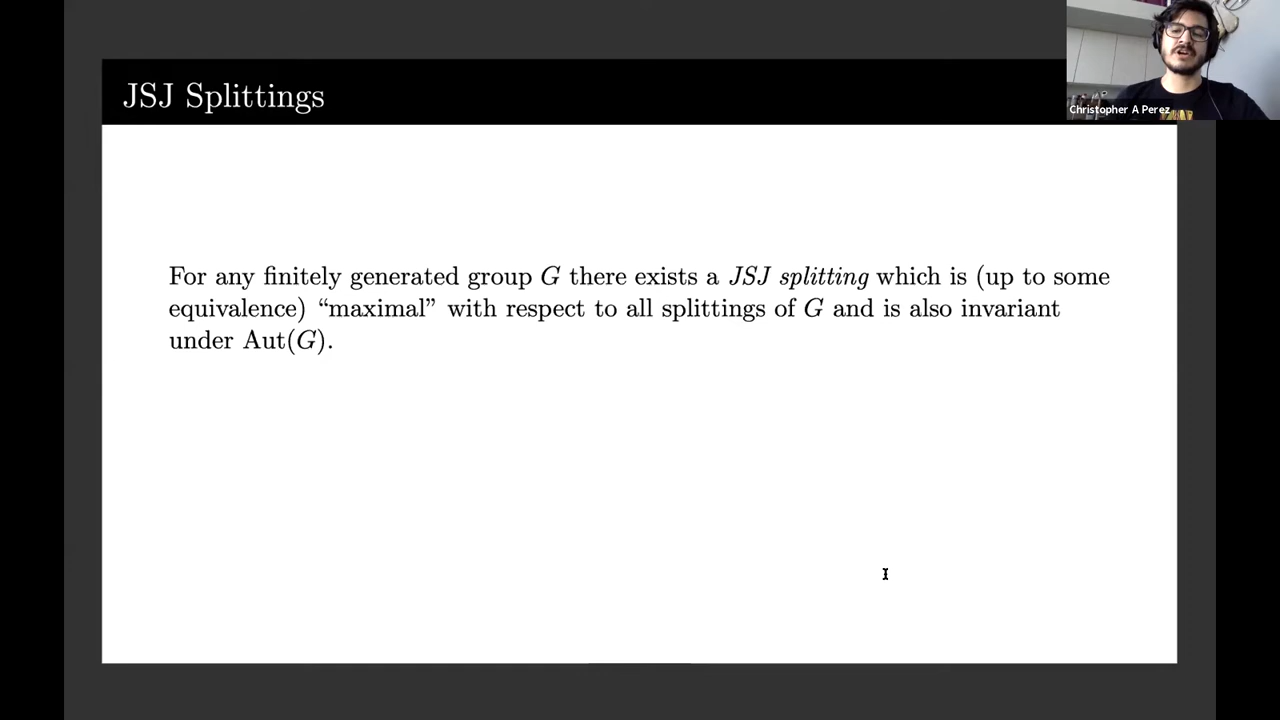 JSJ Splittings
Christopher A Perez
For any finitely generated group G there exists a JSJ splitting which is (up to some
equivalence) “maximal” with respect to all splittings of G and is also invariant
under Aut(G).